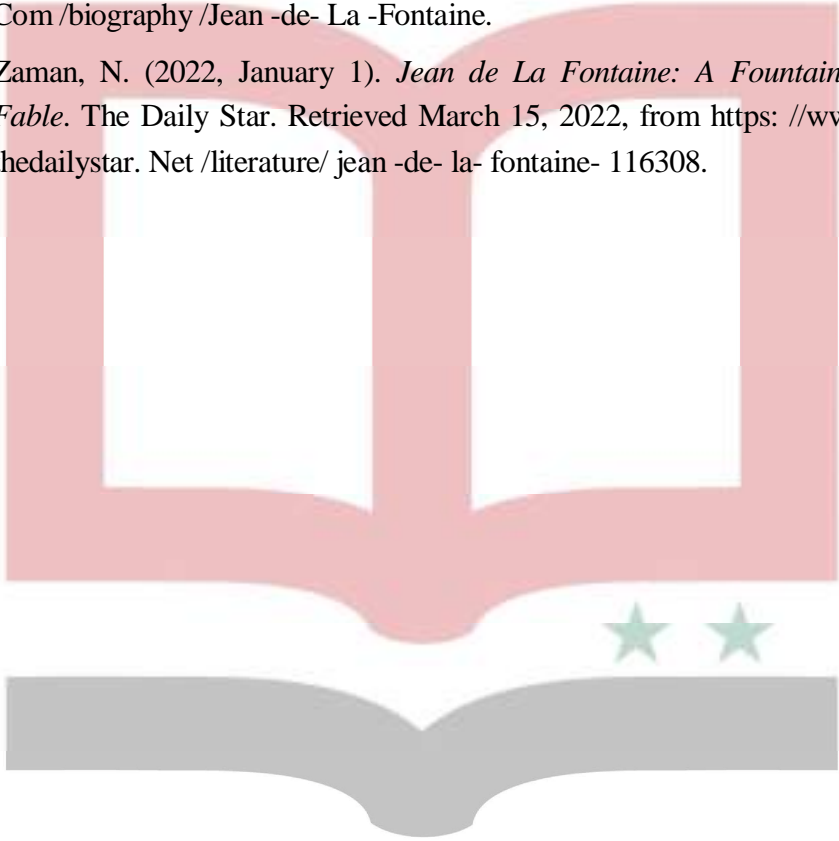 Com /biography /Jean -de- La -Fontaine.
Zaman, N. (2022, January 1). Jean de La Fontaine: A Fountain
Fable. The Daily Star. Retrieved March 15, 2022, from https: //ww
hedailystar. Net /literature/ jean -de- la- fontaine- 116308.